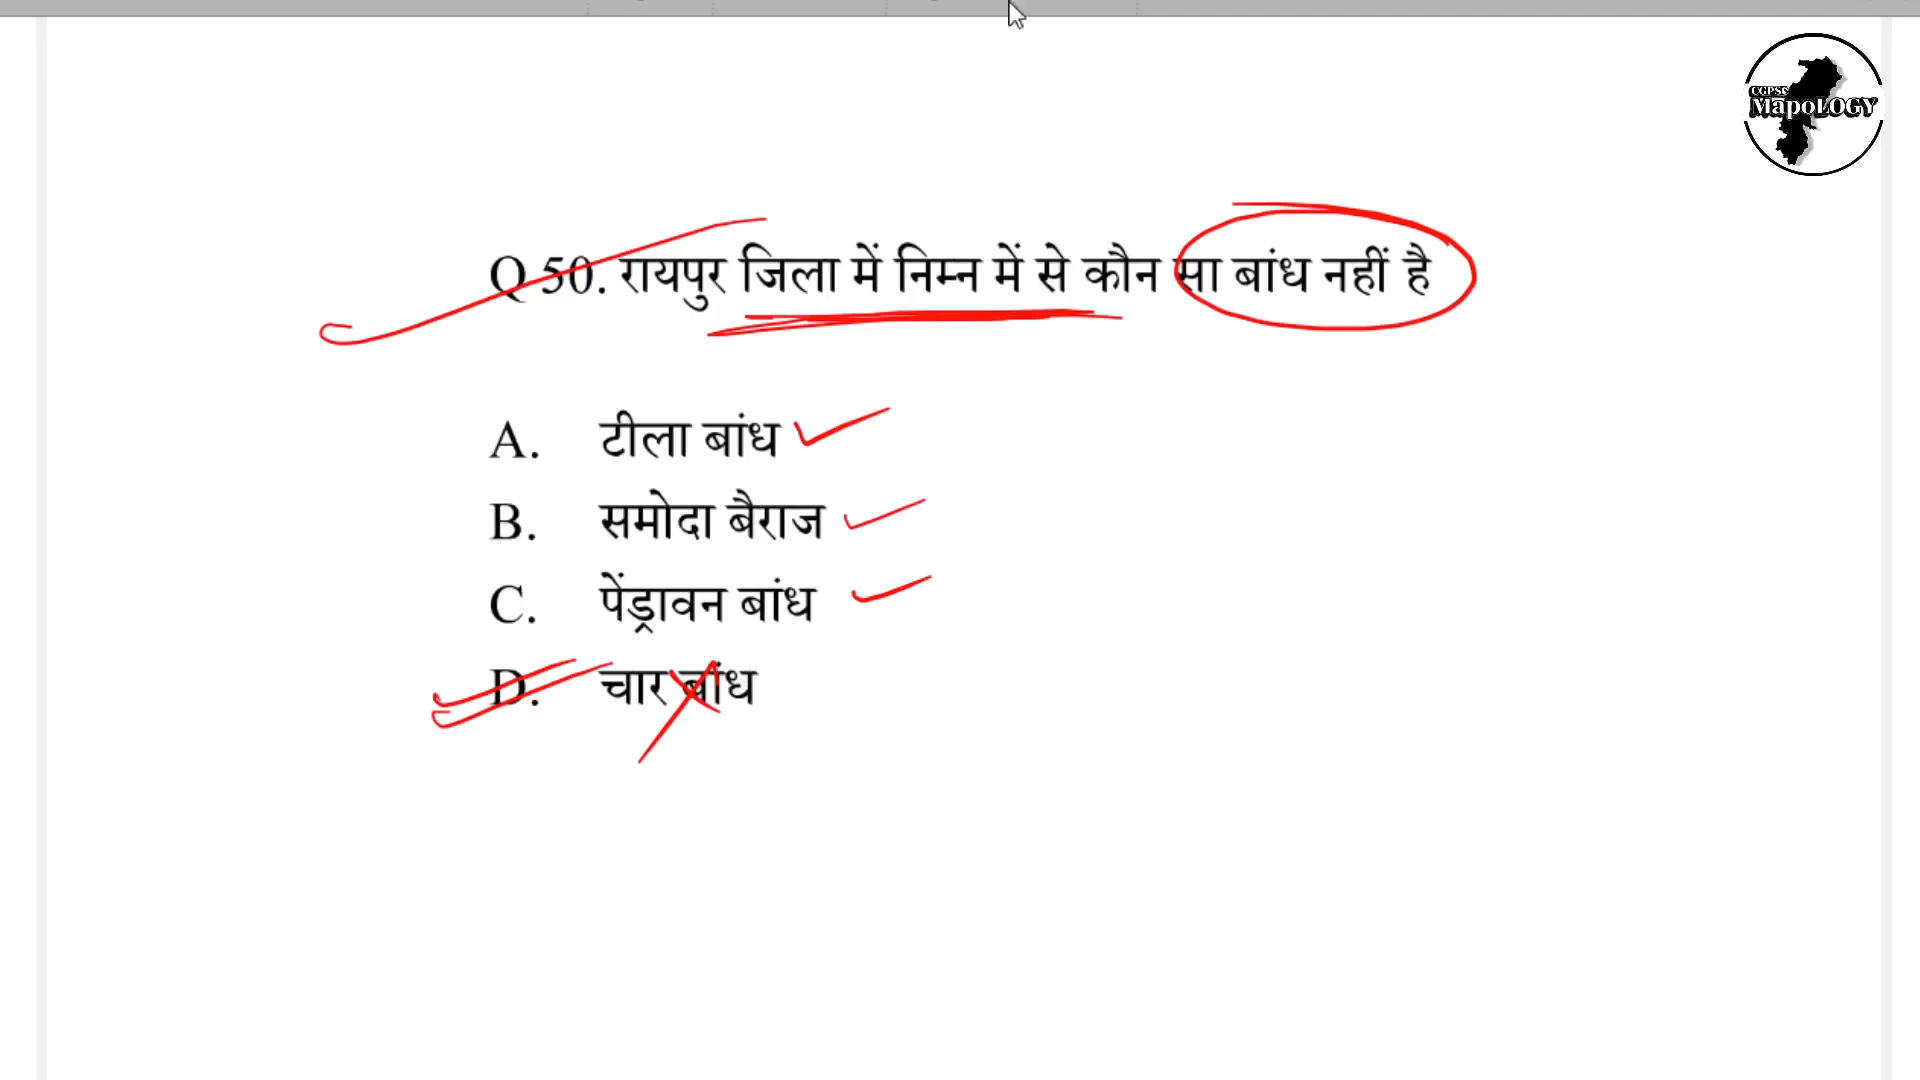 CGPSC
MapoLOGY
Q 50. रायपुर जिला में निम्न में से कौन सा बांध नहीं है
A. टीला बांध
B. समोदा बैराज
C. पेंड्रावन बांध
D. चार बांध